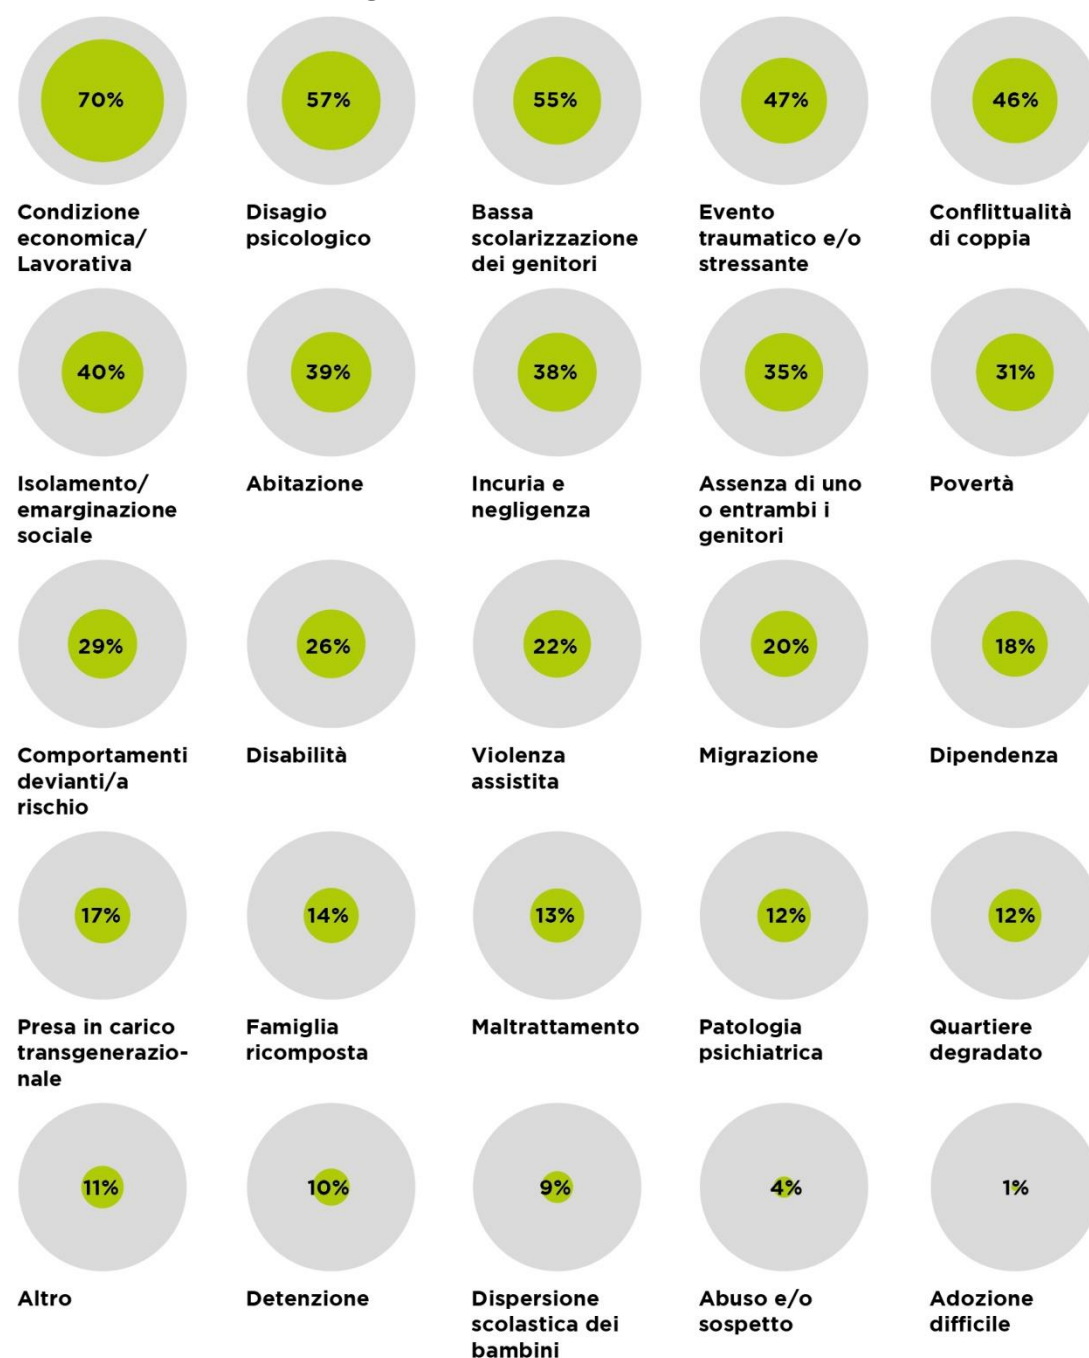 70%
57%
55%
47%
46%
Condizione
economica/
Lavorativa
Disagio
psicologico
Bassa
scolarizzazione
dei genitori
Evento
traumatico e/o
stressante
Conflittualità
di coppia
40%
39%
38%
35%
31%
Isolamento/
emarginazione
sociale
Abitazione
Incuria e
negligenza
Assenza di uno
o entrambi i
genitori
Povertà
29%
26%
22%
20%
18%
Comportamenti
devianti/a
rischio
Disabilità
Violenza
assistita
Migrazione
Dipendenza
17%
14%
13%
12%
12%
Presa in carico
transgenerazio-
nale
Famiglia
ricomposta
Maltrattamento
Patologia
psichiatrica
Quartiere
degradato
11%
10%
9%
4%
1%
Altro
Detenzione
Dispersione
scolastica dei
bambini
Abuso e/o
sospetto
Adozione
difficile